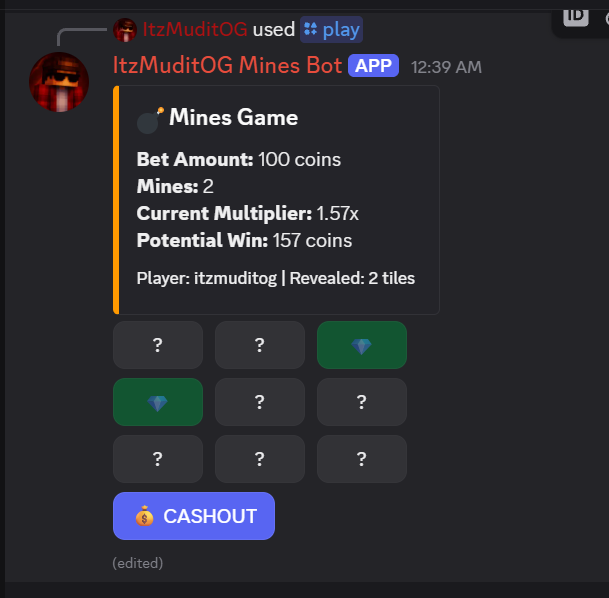 ItzMuditOG used play
ItzMuditOG Mines Bot APP 12:39 AM
Mines Game
Bet Amount: 100 coins
Mines: 2
Current Multiplier: 1.57x
Potential Win: 157 coins
Player: itzmuditog | Revealed: 2 tiles
? ?
? ?
? ? ?
CASHOUT
(edited)
ID